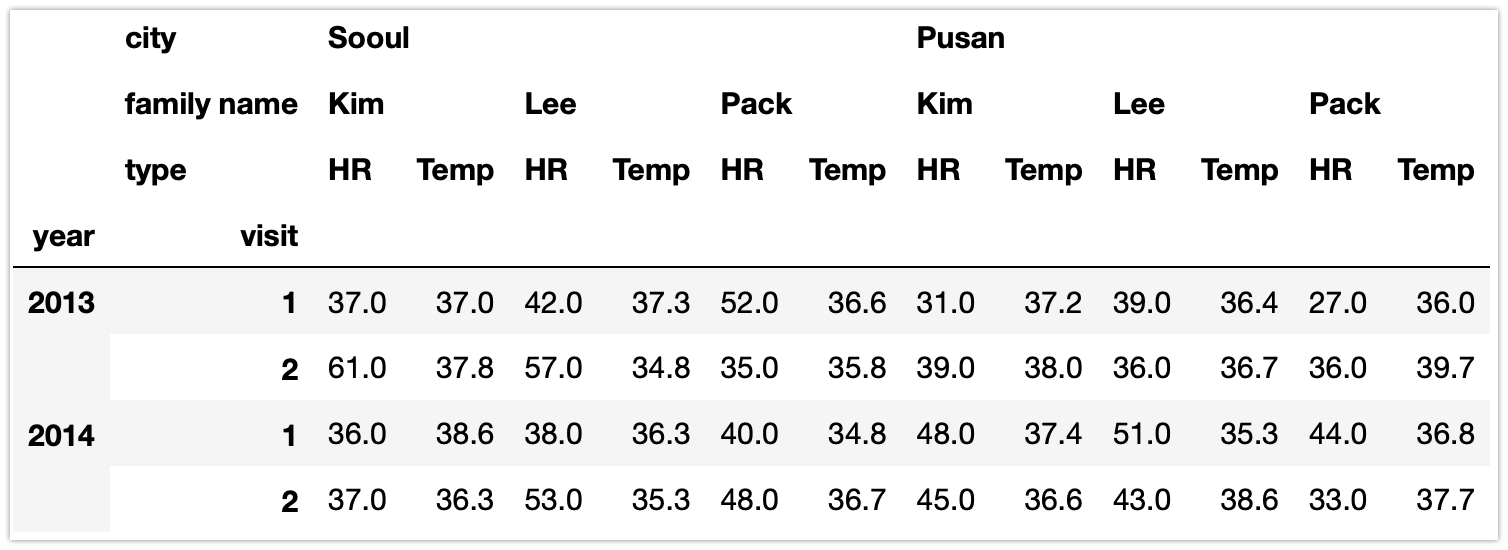 city Sooul Pusan
family name Kim Lee Pack Kim Lee Pack
type HR Temp HR Temp HR Temp HR Temp HR Temp HR Temp
year visit
2013 1 37.0 37.0 42.0 37.3 52.0 36.6 31.0 37.2 39.0 36.4 27.0 36.0
2 61.0 37.8 57.0 34.8 35.0 35.8 39.0 38.0 36.0 36.7 36.0 39.7
2014 1 36.0 38.6 38.0 36.3 40.0 34.8 48.0 37.4 51.0 35.3 44.0 36.8
2 37.0 36.3 53.0 35.3 48.0 36.7 45.0 36.6 43.0 38.6 33.0 37.7